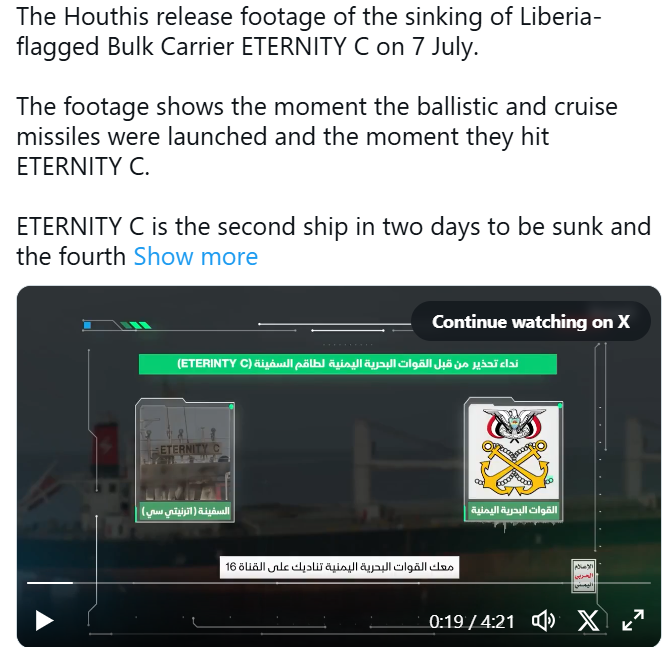 The Houthis release footage of the sinking of Liberia-
flagged Bulk Carrier ETERNITY C on 7 July.
The footage shows the moment the ballistic and cruise
missiles were launched and the moment they hit
ETERNITY C.
ETERNITY C is the second ship in two days to be sunk and
the fourth Show more
Continue watching on X
نداء تحذير من قبل القوات البحرية اليمنية لطاقم السفينة (ETERINTY C)
ETERNITY C
السفينة (اترنيتي سي)
القوات البحرية اليمنية
معك القوات البحرية اليمنية تناديك على القناة 16
الإعلام
الحربي
اليمني
0:19 / 4:21